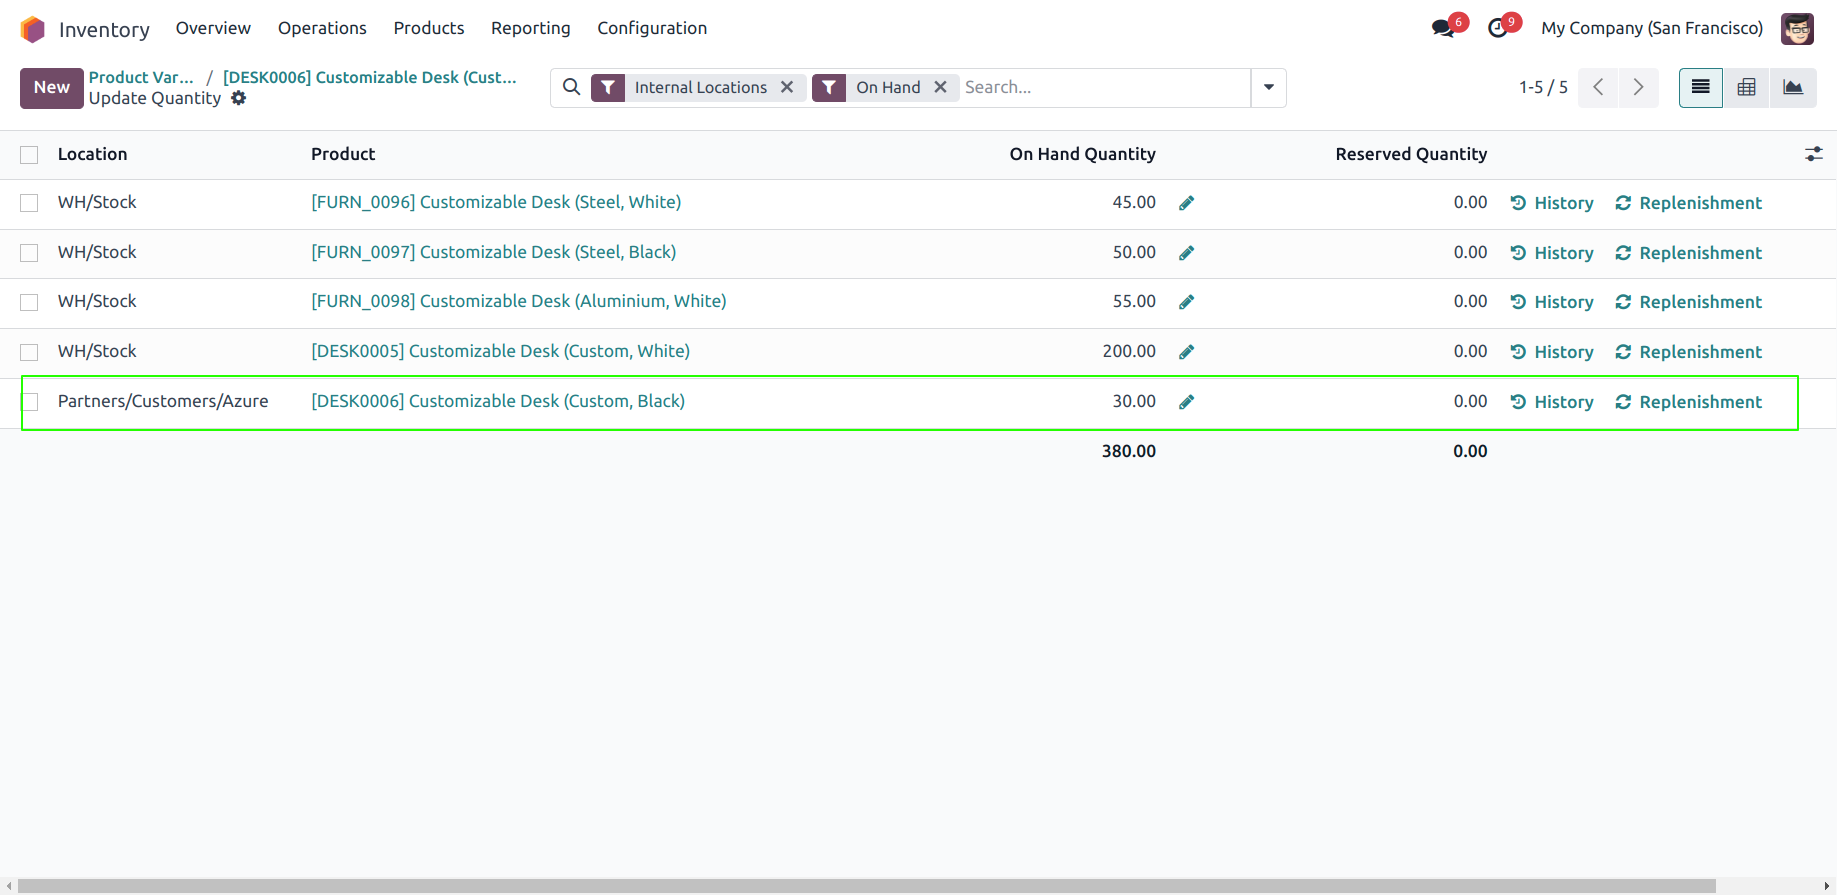 Inventory Overview Operations Products Reporting Configuration 6 9 My Company (San Francisco)
New Product Var... / [DESK0006] Customizable Desk (Cust...
Update Quantity
Internal Locations On Hand Search... 1-5 / 5
Location Product On Hand Quantity Reserved Quantity
WH/Stock [FURN_0096] Customizable Desk (Steel, White) 45.00 0.00 History Replenishment
WH/Stock [FURN_0097] Customizable Desk (Steel, Black) 50.00 0.00 History Replenishment
WH/Stock [FURN_0098] Customizable Desk (Aluminium, White) 55.00 0.00 History Replenishment
WH/Stock [DESK0005] Customizable Desk (Custom, White) 200.00 0.00 History Replenishment
Partners/Customers/Azure [DESK0006] Customizable Desk (Custom, Black) 30.00 0.00 History Replenishment
380.00 0.00